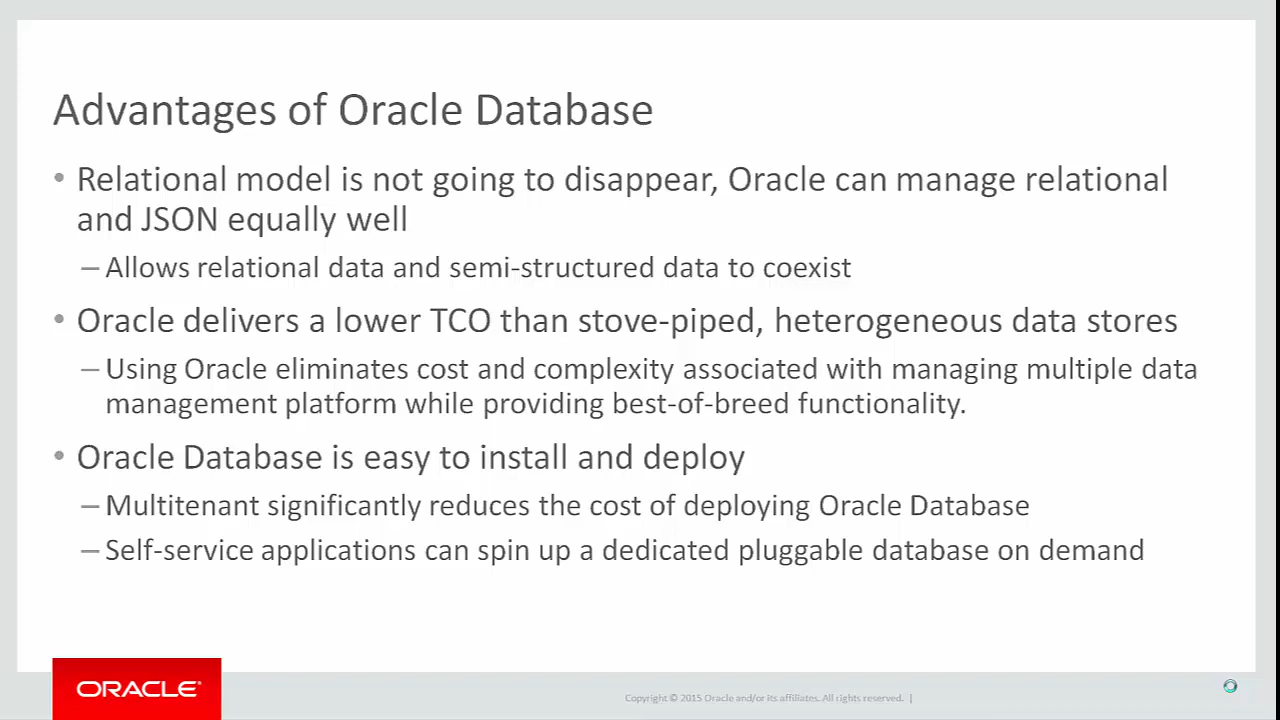 Advantages of Oracle Database
• Relational model is not going to disappear, Oracle can manage relational
and JSON equally well
– Allows relational data and semi-structured data to coexist
• Oracle delivers a lower TCO than stove-piped, heterogeneous data stores
– Using Oracle eliminates cost and complexity associated with managing multiple data
management platform while providing best-of-breed functionality.
• Oracle Database is easy to install and deploy
– Multitenant significantly reduces the cost of deploying Oracle Database
– Self-service applications can spin up a dedicated pluggable database on demand
ORACLE®
Copyright © 2015 Oracle and/or its affiliates. All rights reserved. |